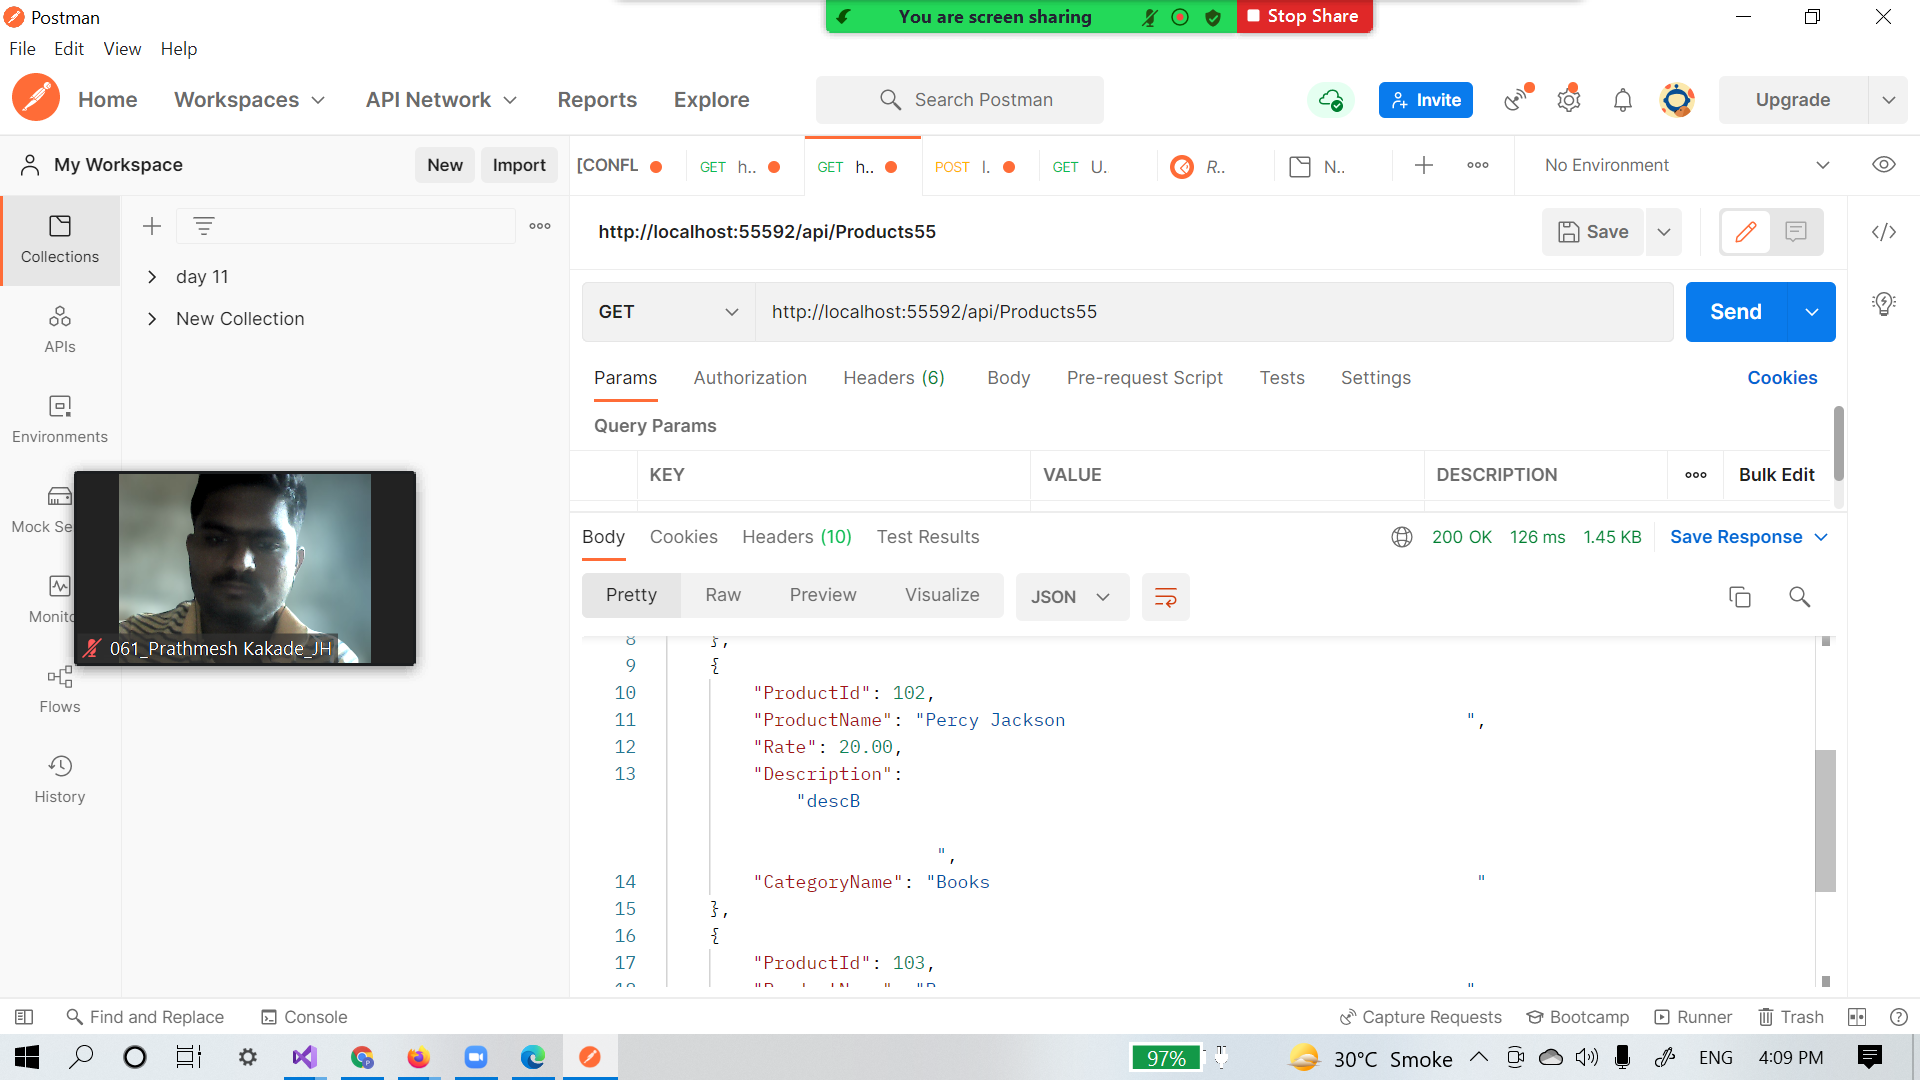 Postman
You are screen sharing
Stop Share
File Edit View Help
Home Workspaces API Network Reports Explore
Search Postman
Invite
Upgrade
My Workspace
New Import
[CONFL
GET h..
GET h..
POST l.
GET U.
R..
N..
No Environment
Collections
APIs
Environments
Mock Se
Monito
Flows
History
day 11
New Collection
http://localhost:55592/api/Products55
Save
GET http://localhost:55592/api/Products55
Send
Params Authorization Headers (6) Body Pre-request Script Tests Settings Cookies
Query Params
KEY VALUE DESCRIPTION Bulk Edit
Body Cookies Headers (10) Test Results
200 OK 126 ms 1.45 KB Save Response
Pretty Raw Preview Visualize JSON
8 },
9 {
10 "ProductId": 102,
11 "ProductName": "Percy Jackson ",
12 "Rate": 20.00,
13 "Description":
"descB
",
14 "CategoryName": "Books "
15 },
16 {
17 "ProductId": 103,
061_Prathmesh Kakade_JH
Find and Replace Console
Capture Requests Bootcamp Runner Trash
97%
30°C Smoke
ENG
4:09 PM